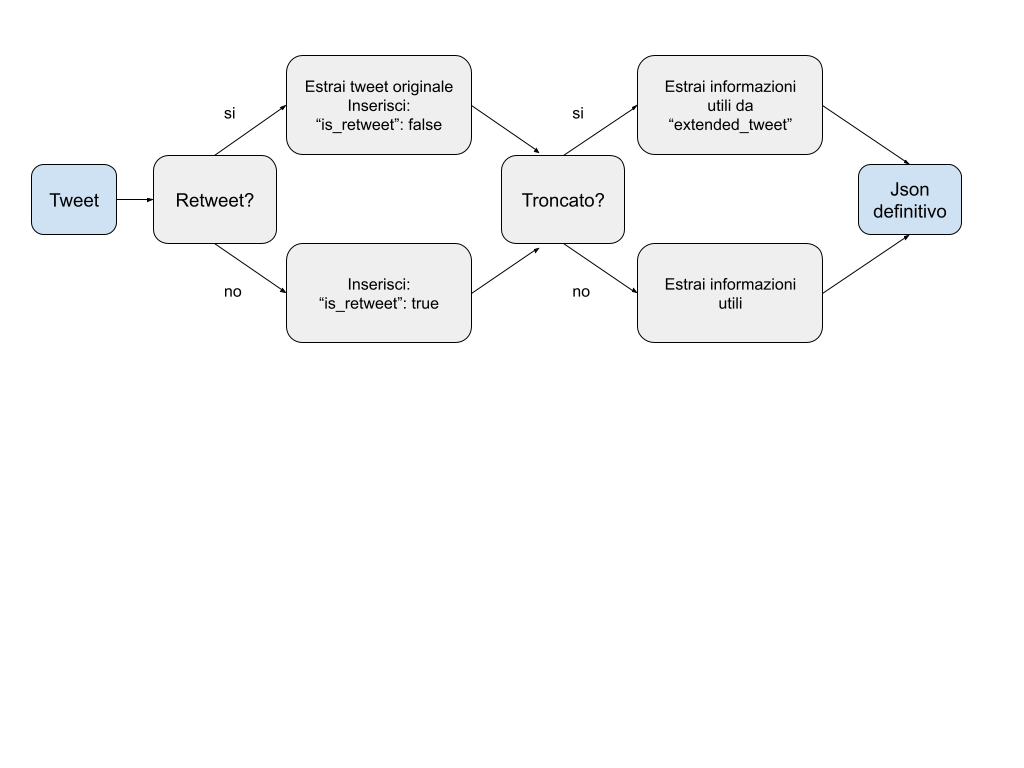 Tweet
Retweet?
si
no
Estrai tweet originale
Inserisci:
“is_retweet”: false
Inserisci:
“is_retweet”: true
Troncato?
si
no
Estrai informazioni
utili da
“extended_tweet”
Estrai informazioni
utili
Json
definitivo